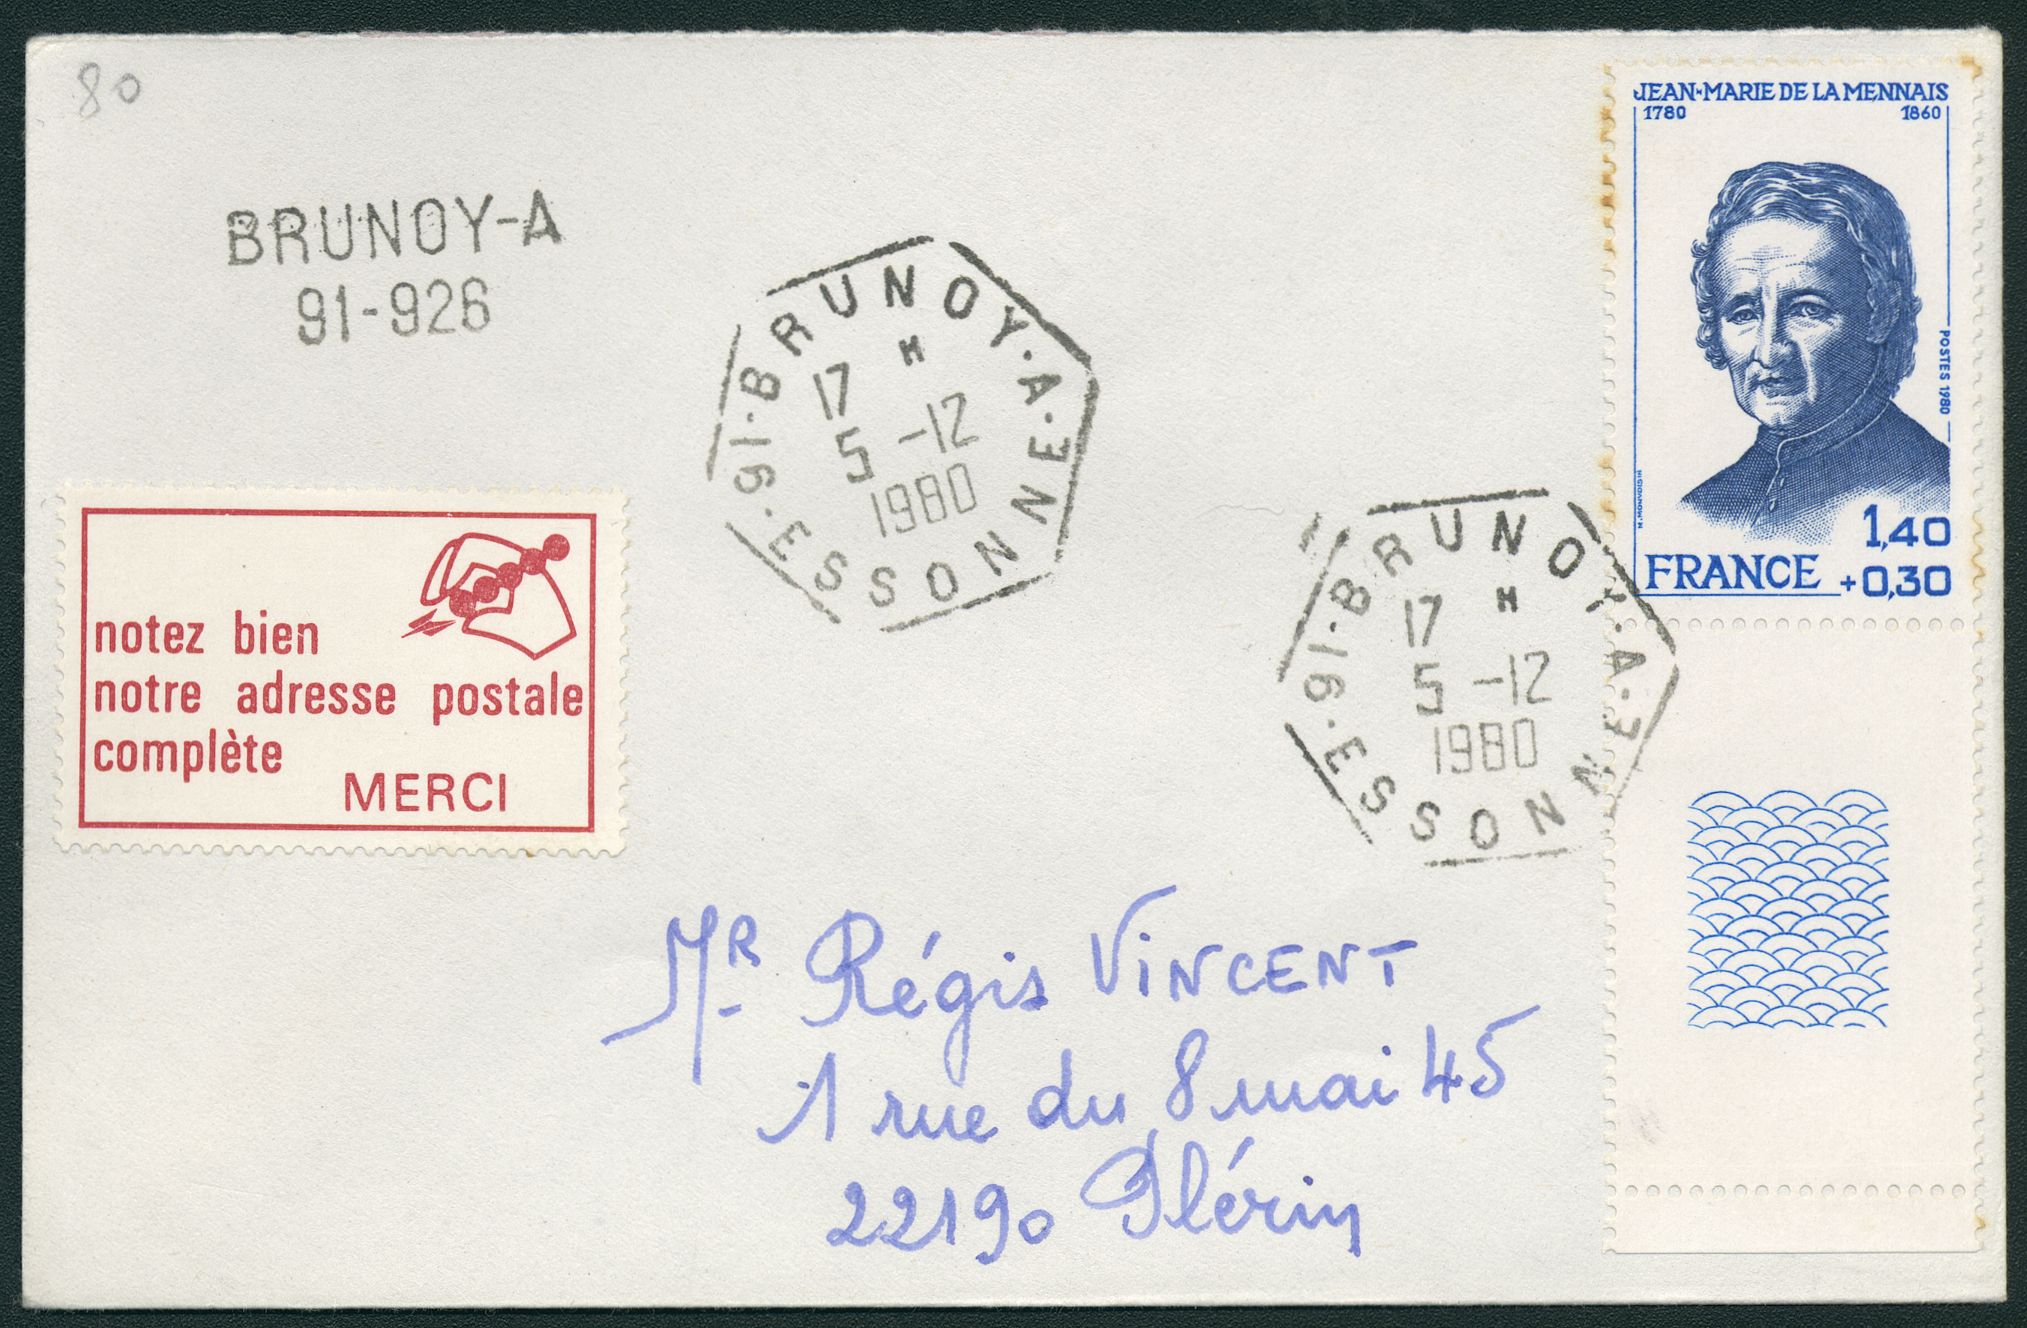 80
BRUNOY-A
91-926
91·BRUNOY·A·
17 H
5 -12
1980
ESSONNE
notez bien
notre adresse postale
complète
MERCI
JEAN-MARIE DE LA MENNAIS
1780 1860
POSTES 1980
1,40
FRANCE +0,30
91·BRUNOY·A·
17 H
5 -12
1980
ESSONNE
Mr. Régis VINCENT
1 rue du 8 mai 45
22190 Plérin